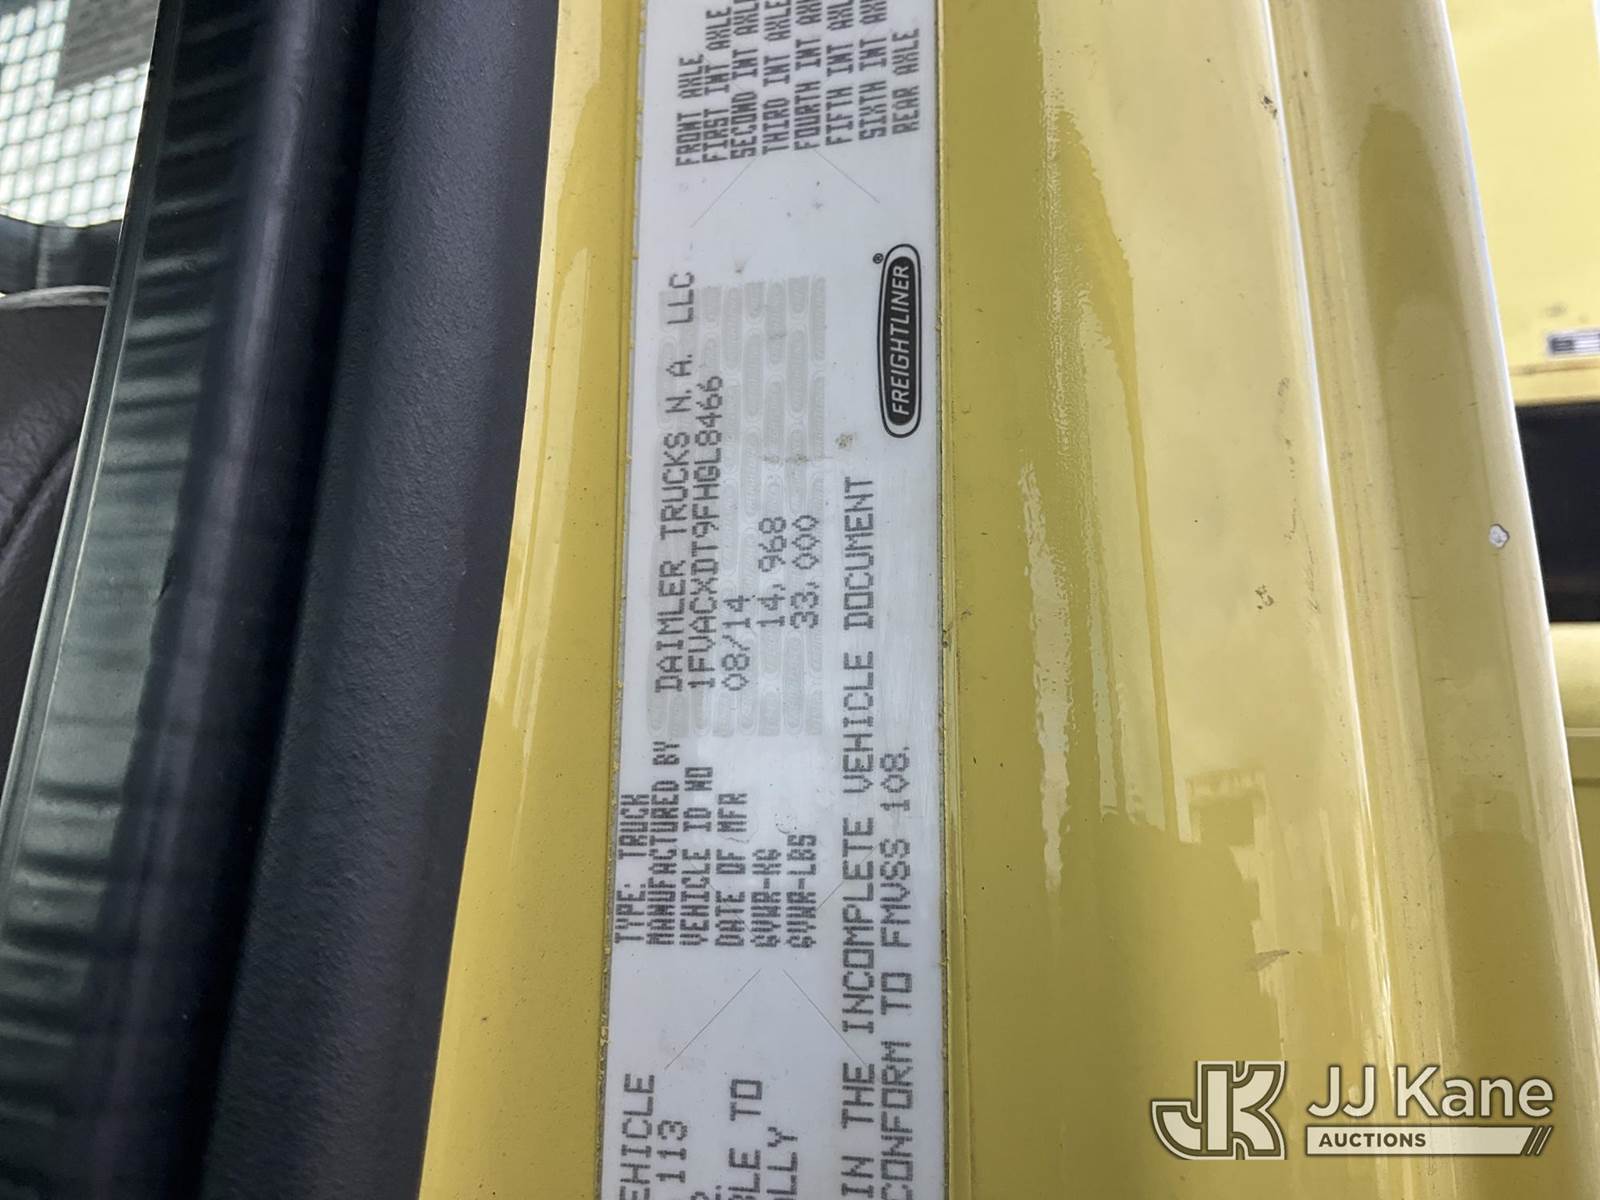 TYPE: TRUCK
MANUFACTURED BY DAIMLER TRUCKS N.A. LLC
VEHICLE ID NO 1FVACXDT9FHGL8466
DATE OF MFR 08/14
GVWR-KG 14,968
GVWR-LBS 33,000
IN THE INCOMPLETE VEHICLE DOCUMENT
CONFORM TO FMVSS 108.
113
TO
FRONT AXLE
FIRST INT AXLE
SECOND INT AXLE
THIRD INT AXLE
FOURTH INT AXLE
FIFTH INT AXLE
SIXTH INT AXLE
REAR AXLE
FREIGHTLINER®
JK JJ Kane
AUCTIONS